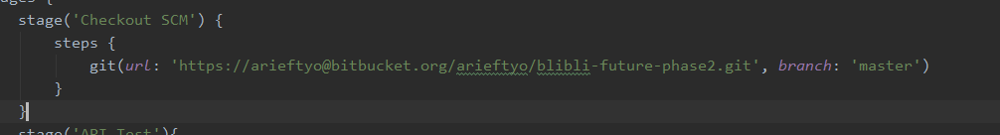 ages {
stage('Checkout SCM') {
steps {
git(url: 'https://arieftyo@bitbucket.org/arieftyo/blibli-future-phase2.git', branch: 'master')
}
}
stage('API Test'){